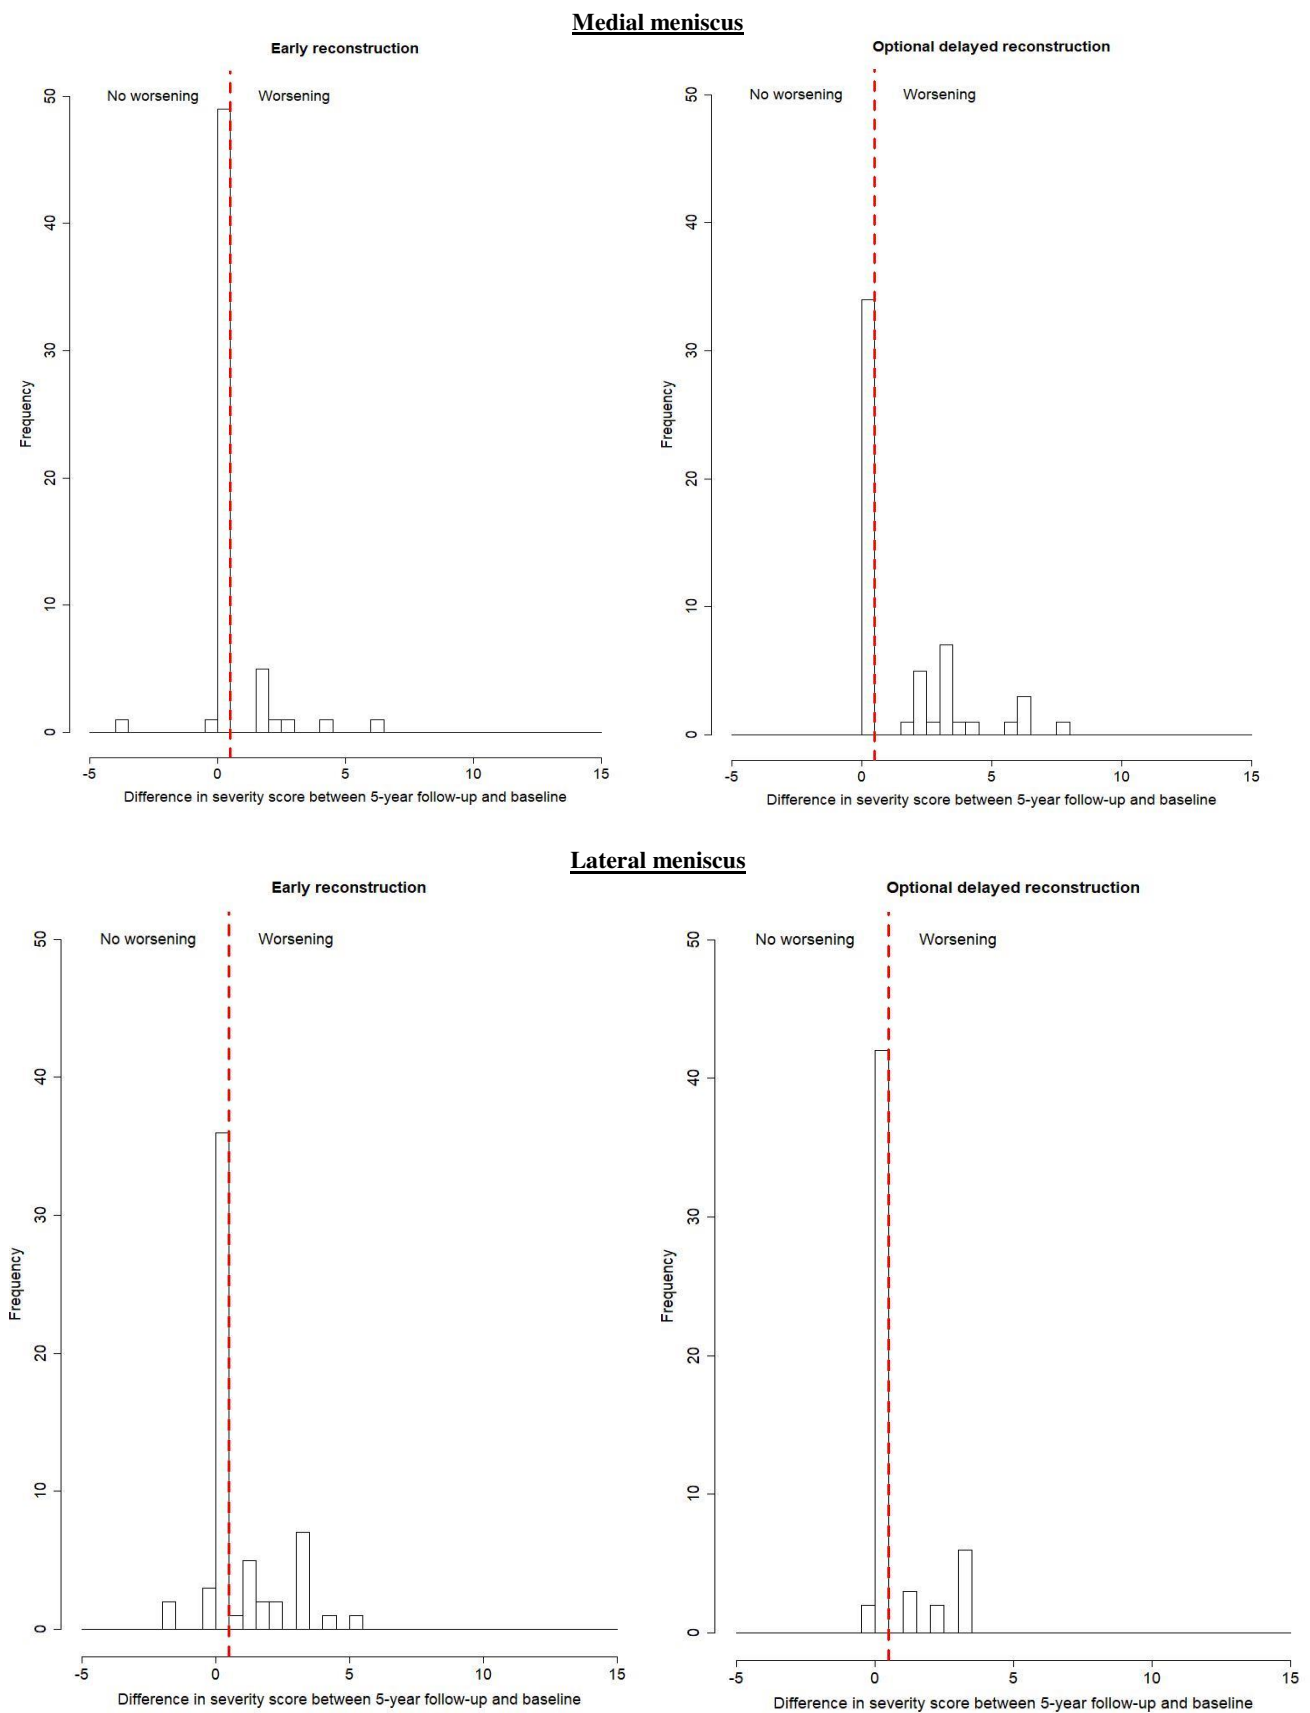 Medial meniscus
Early reconstruction
No worsening Worsening
50
40
30
20
10
0
Frequency
-5 0 5 10 15
Difference in severity score between 5-year follow-up and baseline
Optional delayed reconstruction
No worsening Worsening
50
40
30
20
10
0
Frequency
-5 0 5 10 15
Difference in severity score between 5-year follow-up and baseline
Lateral meniscus
Early reconstruction
No worsening Worsening
50
40
30
20
10
0
Frequency
-5 0 5 10 15
Difference in severity score between 5-year follow-up and baseline
Optional delayed reconstruction
No worsening Worsening
50
40
30
20
10
0
Frequency
-5 0 5 10 15
Difference in severity score between 5-year follow-up and baseline